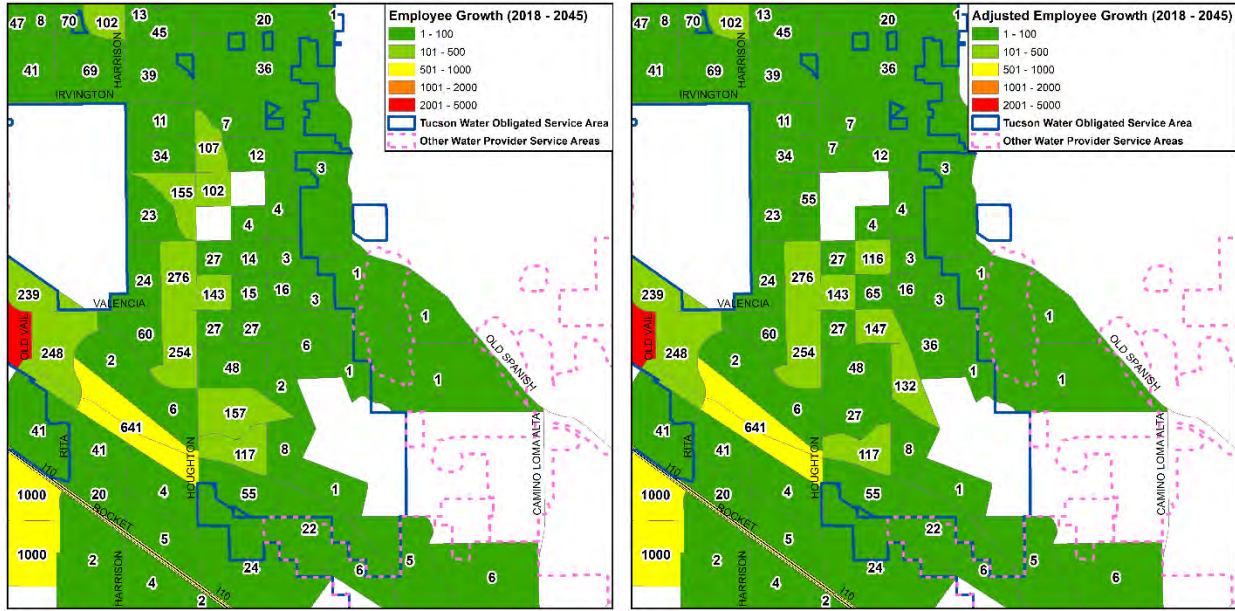 Employee Growth (2018 - 2045)
1 - 100
101 - 500
501 - 1000
1001 - 2000
2001 - 5000
Tucson Water Obligated Service Area
Other Water Provider Service Areas
47 8 70 102 13 20 1
45
41 69 HARRISON 39 36
IRVINGTON
11 7
34 107 12
3
155 102
23 4
4
27 14 3
24 276 1
239 143 15 16 3
VALENCIA
1
60 27 27
OLD VAIL 248 2 254 6
48 1 1
2
OLD SPANISH
6 157
641
41 RITA 41 117 8
HOUGHTON
CAMINO LOMA ALTA
I10
1000 20 4 55 1
ROCKET
22
5
1000 2 24 6 5 6
HARRISON 4
2 I10
Adjusted Employee Growth (2018 - 2045)
1 - 100
101 - 500
501 - 1000
1001 - 2000
2001 - 5000
Tucson Water Obligated Service Area
Other Water Provider Service Areas
47 8 70 102 13 20 1
45
41 69 HARRISON 39 36
IRVINGTON
11 7
34 7 12
3
55
23 4
4
27 116 3
24 276 1
239 143 65 16 3
VALENCIA
1
60 27 147
OLD VAIL 248 2 254 36
48 1 1
132
OLD SPANISH
6 27
641
41 RITA 41 117 8
HOUGHTON
CAMINO LOMA ALTA
I10
1000 20 4 55 1
ROCKET
22
5
1000 2 24 6 5 6
HARRISON 4
2 I10